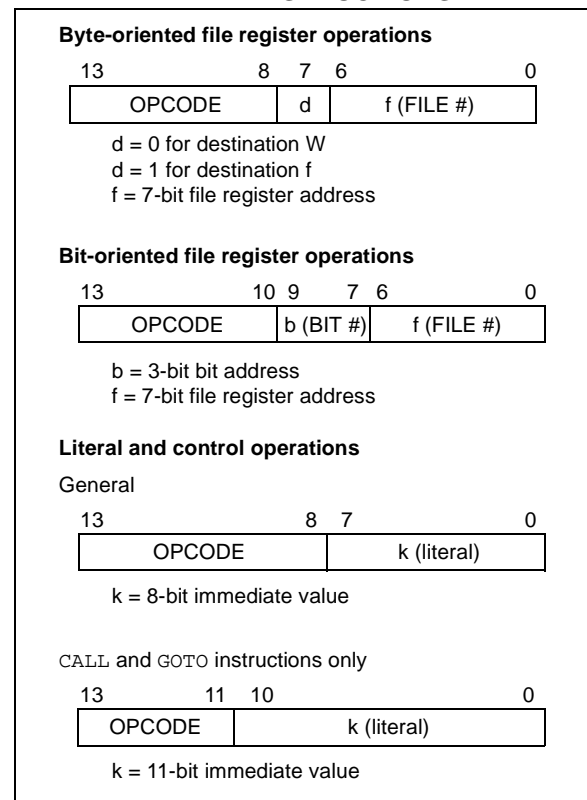 Byte-oriented file register operations
13 8 7 6 0
OPCODE d f (FILE #)
d = 0 for destination W
d = 1 for destination f
f = 7-bit file register address
Bit-oriented file register operations
13 10 9 7 6 0
OPCODE b (BIT #) f (FILE #)
b = 3-bit bit address
f = 7-bit file register address
Literal and control operations
General
13 8 7 0
OPCODE k (literal)
k = 8-bit immediate value
CALL and GOTO instructions only
13 11 10 0
OPCODE k (literal)
k = 11-bit immediate value